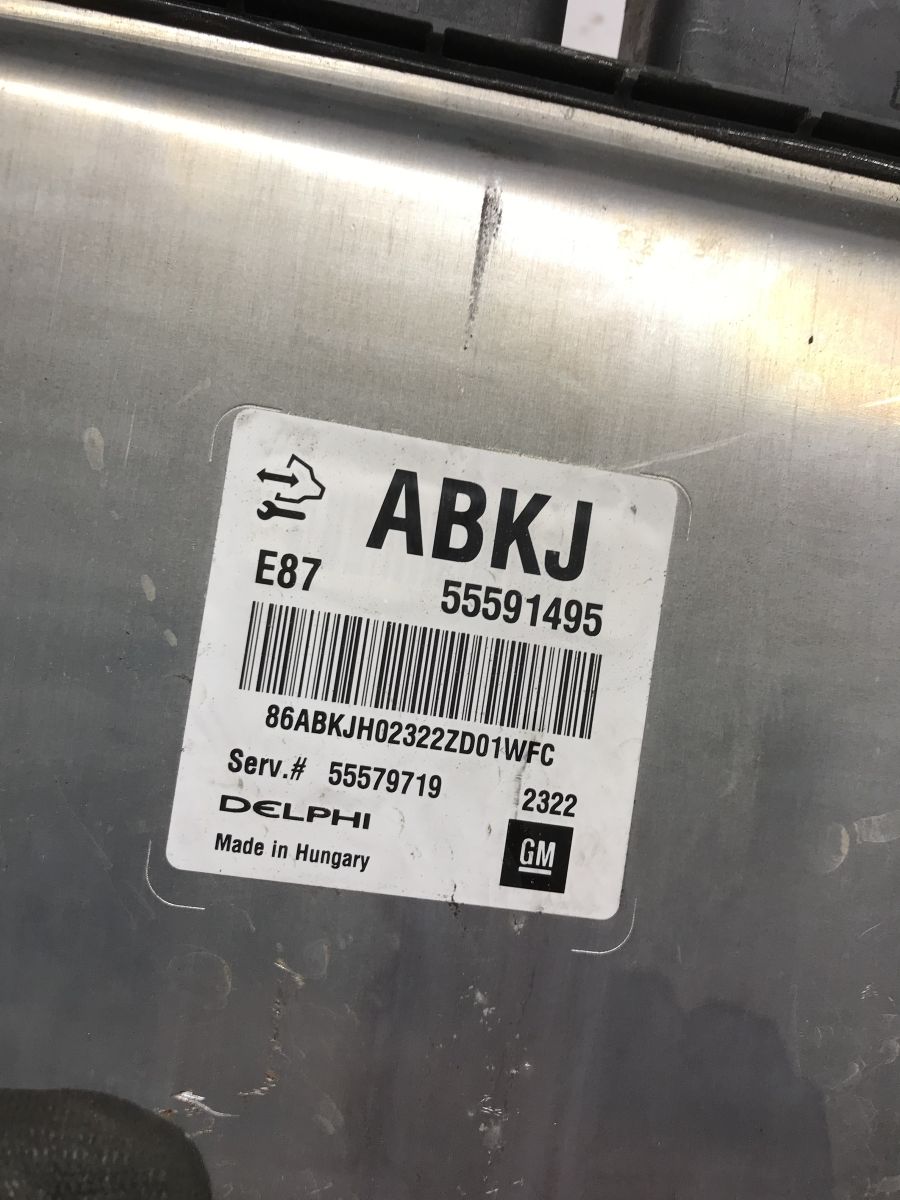 ABKJ
E87 55591495
86ABKJH02322ZD01WFC
Serv.# 55579719
2322
DELPHI
GM
Made in Hungary